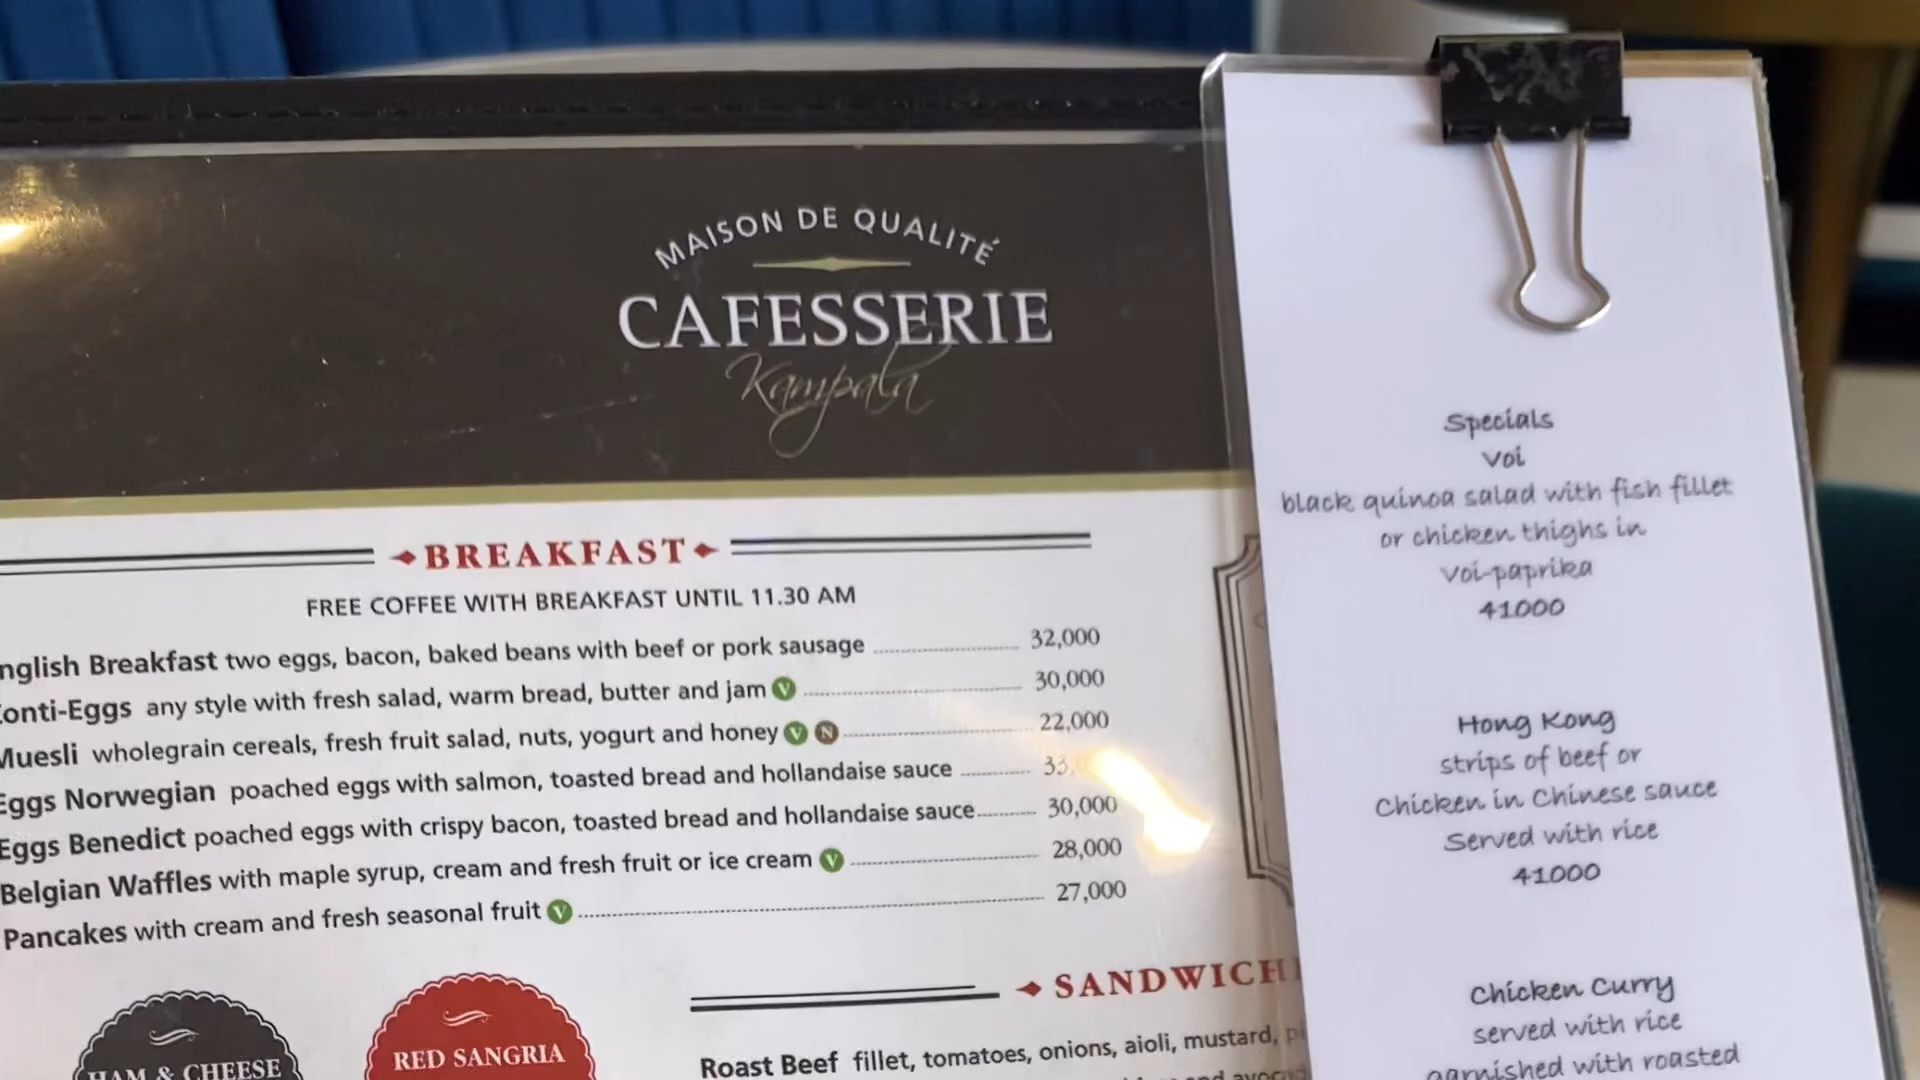 MAISON DE QUALITÉ
CAFESSERIE
Kampala
BREAKFAST
FREE COFFEE WITH BREAKFAST UNTIL 11.30 AM
nglish Breakfast two eggs, bacon, baked beans with beef or pork sausage 32,000
onti-Eggs any style with fresh salad, warm bread, butter and jam V 30,000
Muesli wholegrain cereals, fresh fruit salad, nuts, yogurt and honey V N 22,000
Eggs Norwegian poached eggs with salmon, toasted bread and hollandaise sauce
Eggs Benedict poached eggs with crispy bacon, toasted bread and hollandaise sauce 30,000
Belgian Waffles with maple syrup, cream and fresh fruit or ice cream V 28,000
Pancakes with cream and fresh seasonal fruit V 27,000
HAM & CHEESE
RED SANGRIA
SANDWICH
Roast Beef fillet, tomatoes, onions, aioli, mustard,
Specials
Voi
black quinoa salad with fish fillet
or chicken thighs in
Voi-paprika
41000
Hong Kong
strips of beef or
Chicken in Chinese sauce
Served with rice
41000
Chicken Curry
served with rice
garnished with roasted